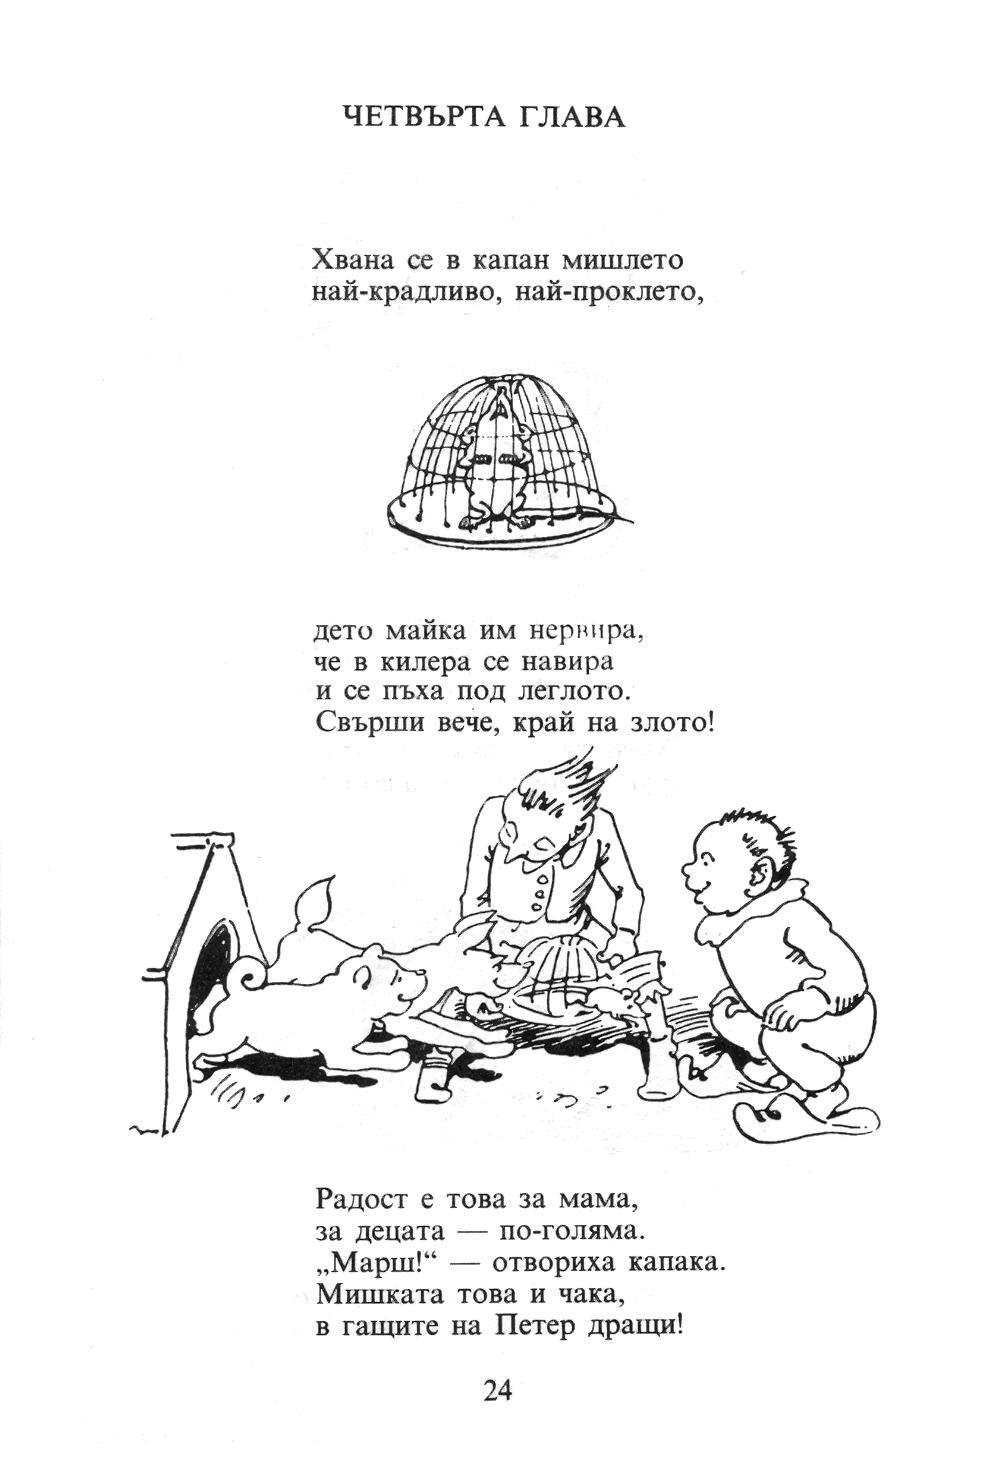 ЧЕТВЪРТА ГЛАВА
Хвана се в капан мишлето
най-крадливо, най-проклето,
дето майка им нервира,
че в килера се навира
и се пъха под леглото.
Свърши вече, край на злото!
Радост е това за мама,
за децата — по-голяма.
„Марш!“ — отвориха капака.
Мишката това и чака,
в гащите на Петер дращи!
24